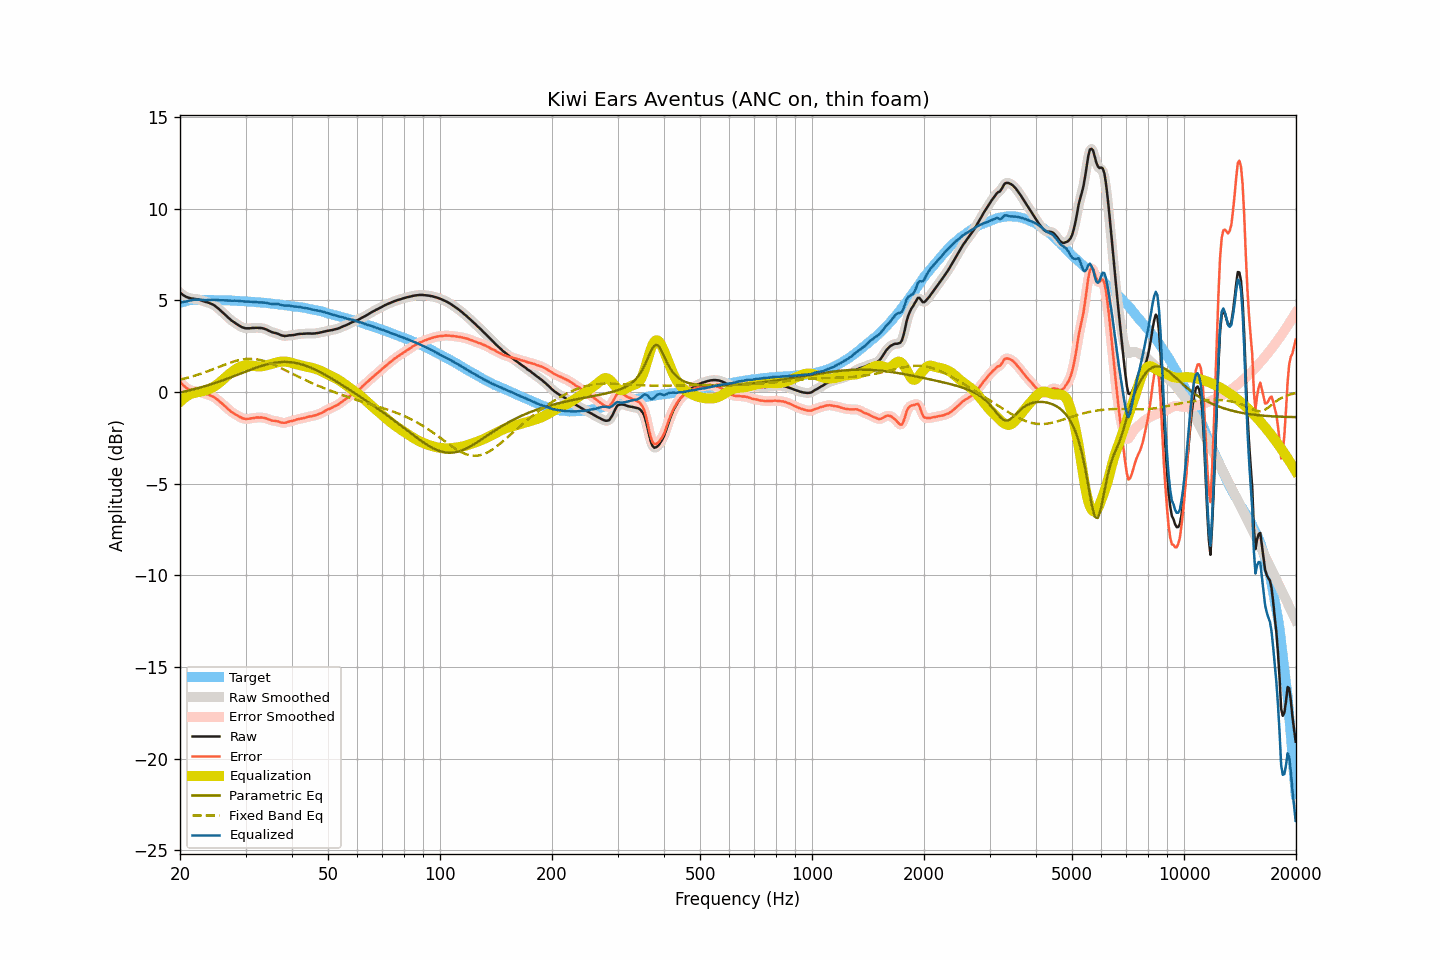 Kiwi Ears Aventus (ANC on, thin foam)
15
10
5
0
−5
−10
−15
−20
−25
Amplitude (dBr)
Target
Raw Smoothed
Error Smoothed
Raw
Error
Equalization
Parametric Eq
Fixed Band Eq
Equalized
20 50 100 200 500 1000 2000 5000 10000 20000
Frequency (Hz)